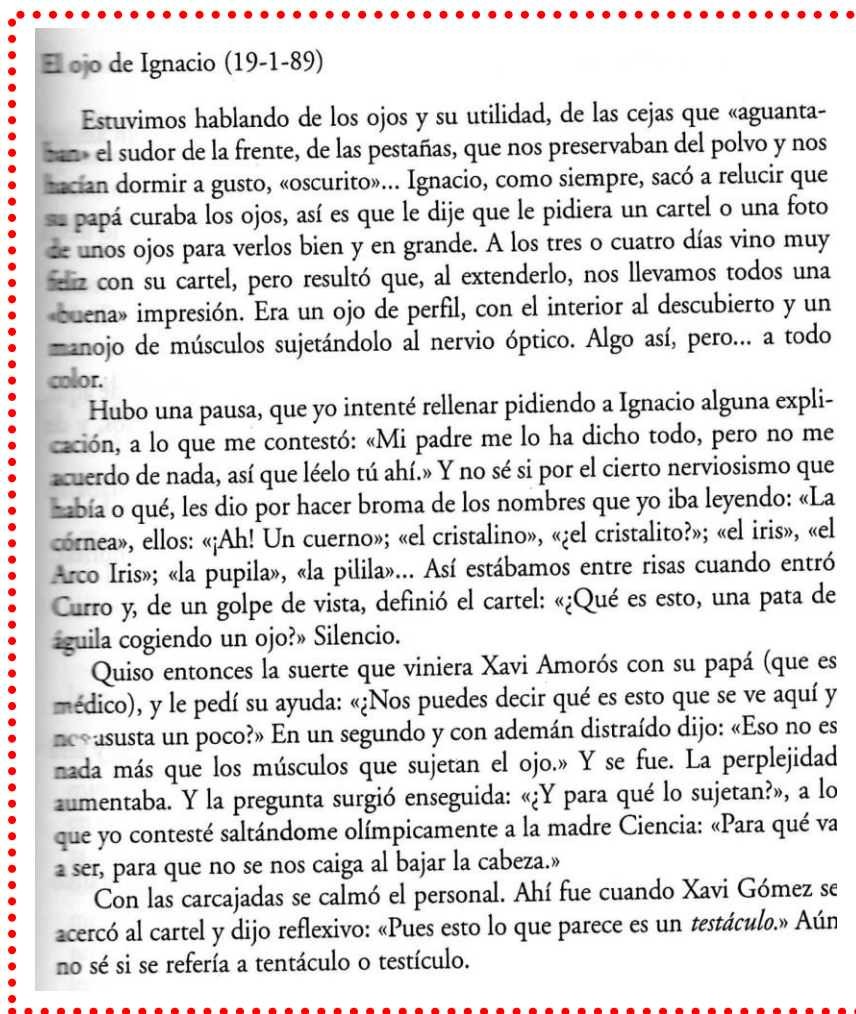 El ojo de Ignacio (19-1-89)
Estuvimos hablando de los ojos y su utilidad, de las cejas que «aguanta-
ban» el sudor de la frente, de las pestañas, que nos preservaban del polvo y nos
hacían dormir a gusto, «oscurito»... Ignacio, como siempre, sacó a relucir que
su papá curaba los ojos, así es que le dije que le pidiera un cartel o una foto
de unos ojos para verlos bien y en grande. A los tres o cuatro días vino muy
feliz con su cartel, pero resultó que, al extenderlo, nos llevamos todos una
«buena» impresión. Era un ojo de perfil, con el interior al descubierto y un
manojo de músculos sujetándolo al nervio óptico. Algo así, pero... a todo
color.
Hubo una pausa, que yo intenté rellenar pidiendo a Ignacio alguna expli-
cación, a lo que me contestó: «Mi padre me lo ha dicho todo, pero no me
acuerdo de nada, así que léelo tú ahí.» Y no sé si por el cierto nerviosismo que
había o qué, les dio por hacer broma de los nombres que yo iba leyendo: «La
córnea», ellos: «¡Ah! Un cuerno»; «el cristalino», «¿el cristalito?»; «el iris», «el
Arco Iris»; «la pupila», «la pilila»... Así estábamos entre risas cuando entró
Curro y, de un golpe de vista, definió el cartel: «¿Qué es esto, una pata de
águila cogiendo un ojo?» Silencio.
Quiso entonces la suerte que viniera Xavi Amorós con su papá (que es
médico), y le pedí su ayuda: «¿Nos puedes decir qué es esto que se ve aquí y
nos asusta un poco?» En un segundo y con ademán distraído dijo: «Eso no es
nada más que los músculos que sujetan el ojo.» Y se fue. La perplejidad
aumentaba. Y la pregunta surgió enseguida: «¿Y para qué lo sujetan?», a lo
que yo contesté saltándome olímpicamente a la madre Ciencia: «Para qué va
a ser, para que no se nos caiga al bajar la cabeza.»
Con las carcajadas se calmó el personal. Ahí fue cuando Xavi Gómez se
acercó al cartel y dijo reflexivo: «Pues esto lo que parece es un testáculo.» Aún
no sé si se refería a tentáculo o testículo.